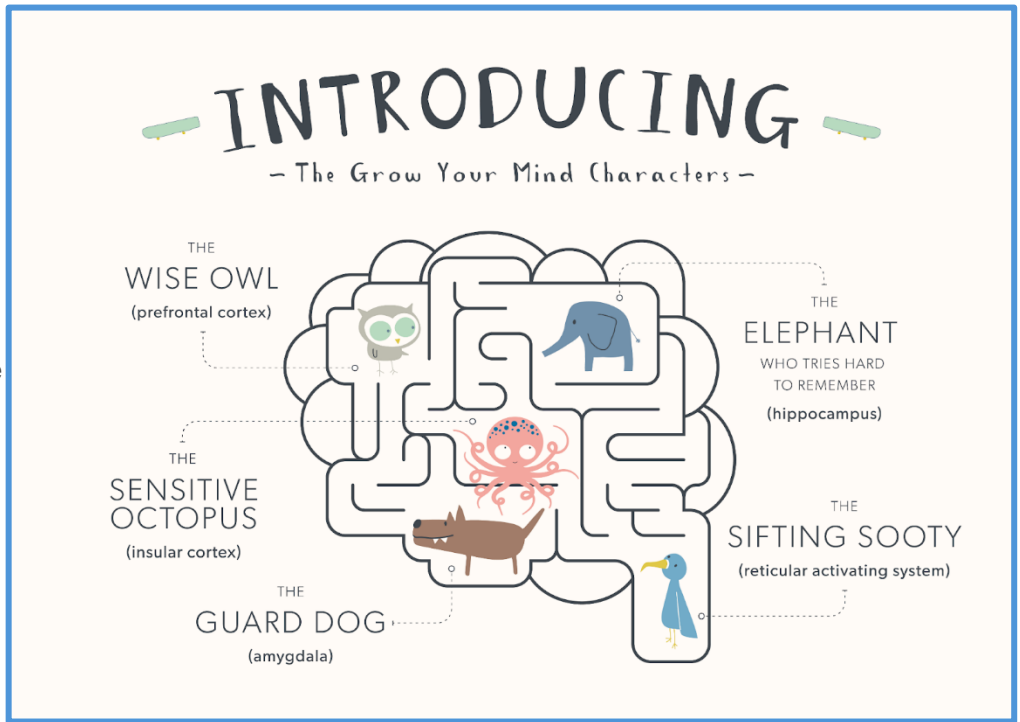 INTRODUCING
– The Grow Your Mind Characters –
THE
WISE OWL
(prefrontal cortex)
THE
ELEPHANT
WHO TRIES HARD
TO REMEMBER
(hippocampus)
THE
SENSITIVE
OCTOPUS
(insular cortex)
THE
SIFTING SOOTY
(reticular activating system)
THE
GUARD DOG
(amygdala)